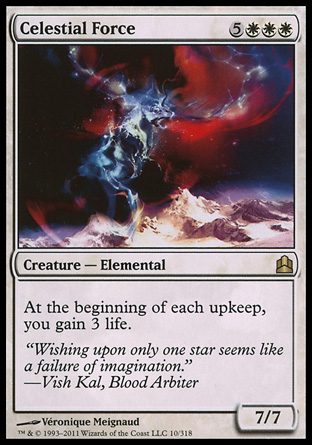 Celestial Force 5
Creature — Elemental
At the beginning of each upkeep,
you gain 3 life.
“Wishing upon only one star seems like
a failure of imagination.”
—Vish Kal, Blood Arbiter
Véronique Meignaud
™ & © 1993–2011 Wizards of the Coast LLC 10/318
7/7